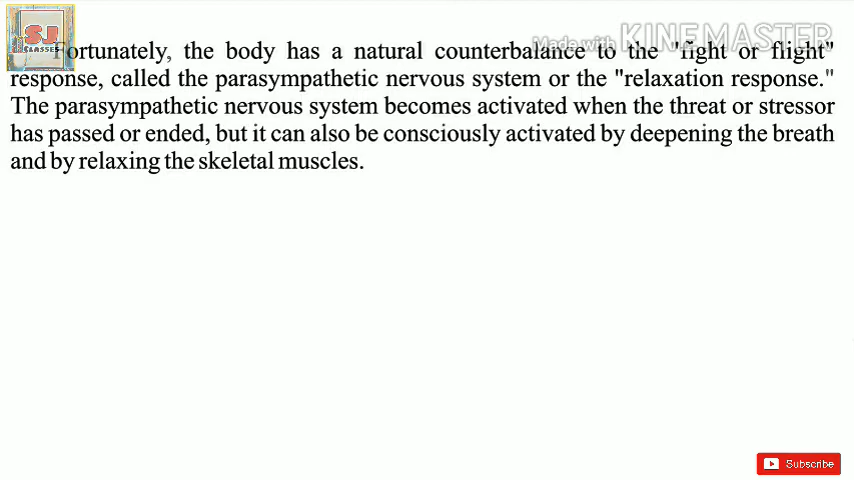 Made with KINEMASTER
SJ
CLASSES
Fortunately, the body has a natural counterbalance to the "fight or flight"
response, called the parasympathetic nervous system or the "relaxation response."
The parasympathetic nervous system becomes activated when the threat or stressor
has passed or ended, but it can also be consciously activated by deepening the breath
and by relaxing the skeletal muscles.
Subscribe